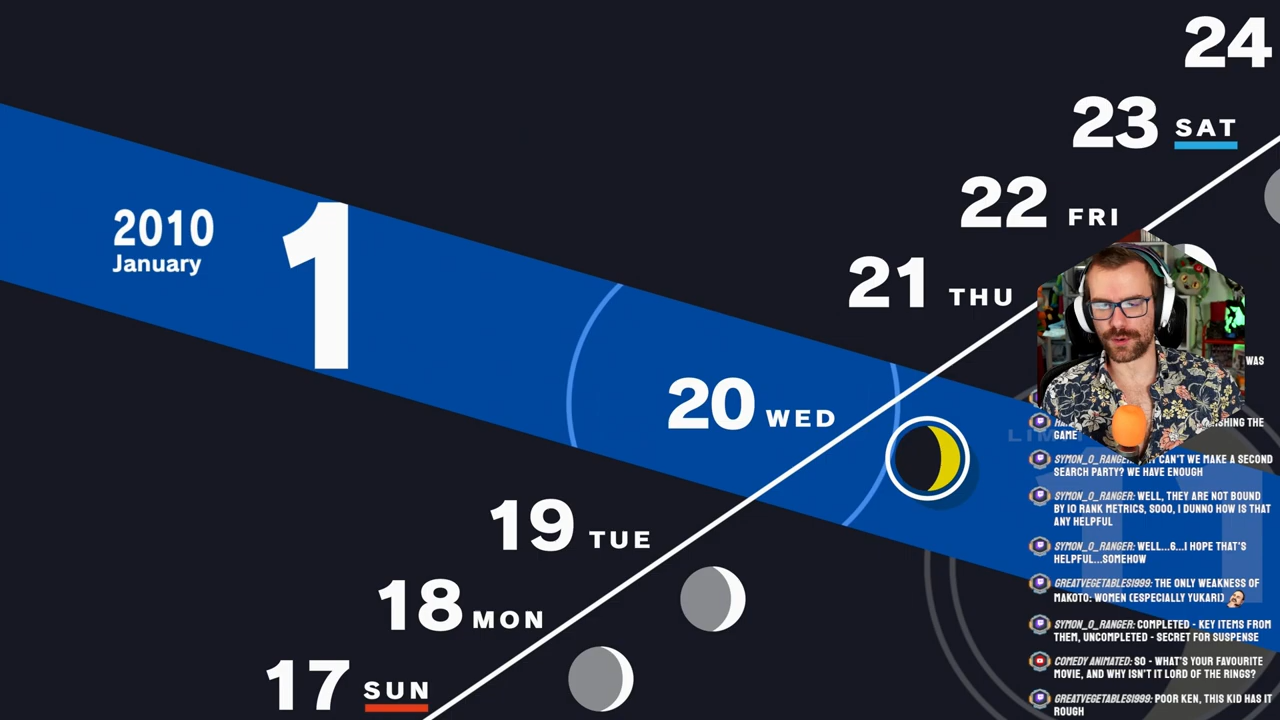 24
23 SAT
22 FRI
2010
January
1
21 THU
20 WED
19 TUE
18 MON
17 SUN
WAS
THE
GAME
SYMON_O_RANGER: CAN'T WE MAKE A SECOND
SEARCH PARTY? WE HAVE ENOUGH
SYMON_O_RANGER: WELL, THEY ARE NOT BOUND
BY IO RANK METRICS, SOOO, I DUNNO HOW IS THAT
ANY HELPFUL
SYMON_O_RANGER: WELL...6...I HOPE THAT'S
HELPFUL...SOMEHOW
GREATVEGETABLES1999: THE ONLY WEAKNESS OF
MAKOTO: WOMEN (ESPECIALLY YUKARI)
SYMON_O_RANGER: COMPLETED - KEY ITEMS FROM
THEM, UNCOMPLETED - SECRET FOR SUSPENSE
COMEDY ANIMATED: SO - WHAT'S YOUR FAVOURITE
MOVIE, AND WHY ISN'T IT LORD OF THE RINGS?
GREATVEGETABLES1999: POOR KEN, THIS KID HAS IT
ROUGH